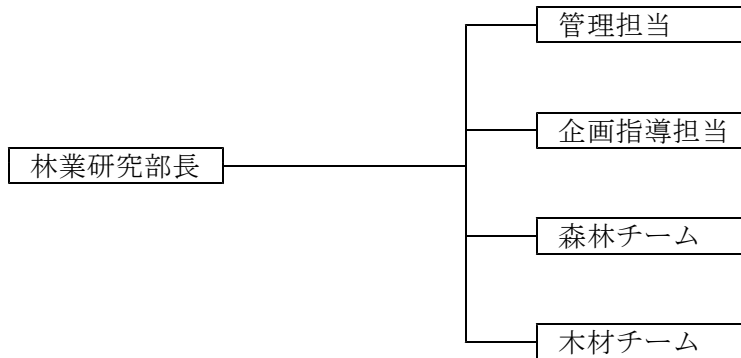 管理担当
企画指導担当
林業研究部長
森林チーム
木材チーム